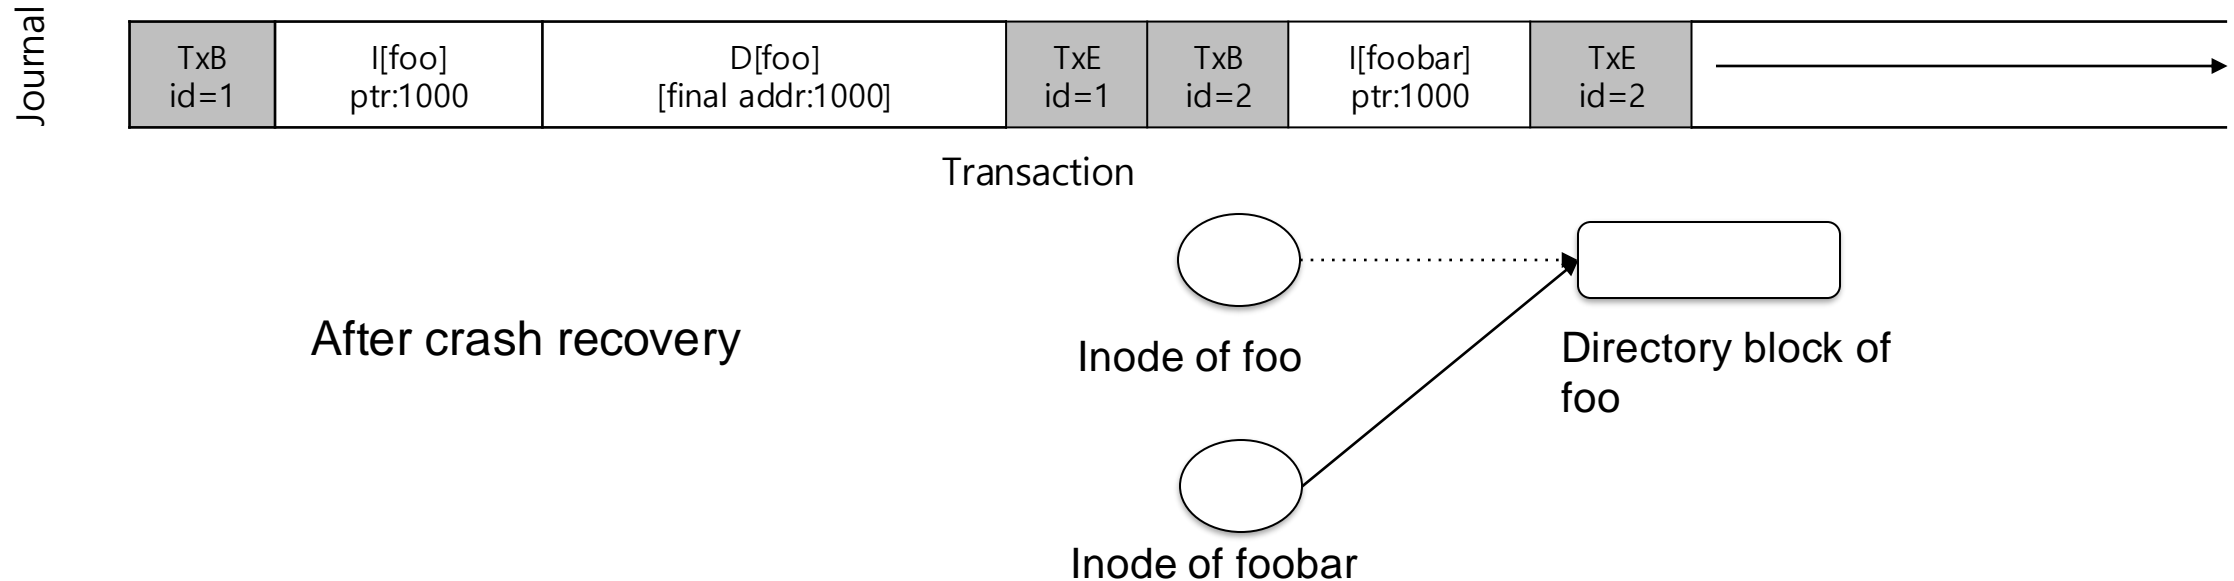 Journal
TxB
id=1
I[foo]
ptr:1000
D[foo]
[final addr:1000]
TxE
id=1
TxB
id=2
I[foobar]
ptr:1000
TxE
id=2
Transaction
After crash recovery
Inode of foo
Directory block of
foo
Inode of foobar